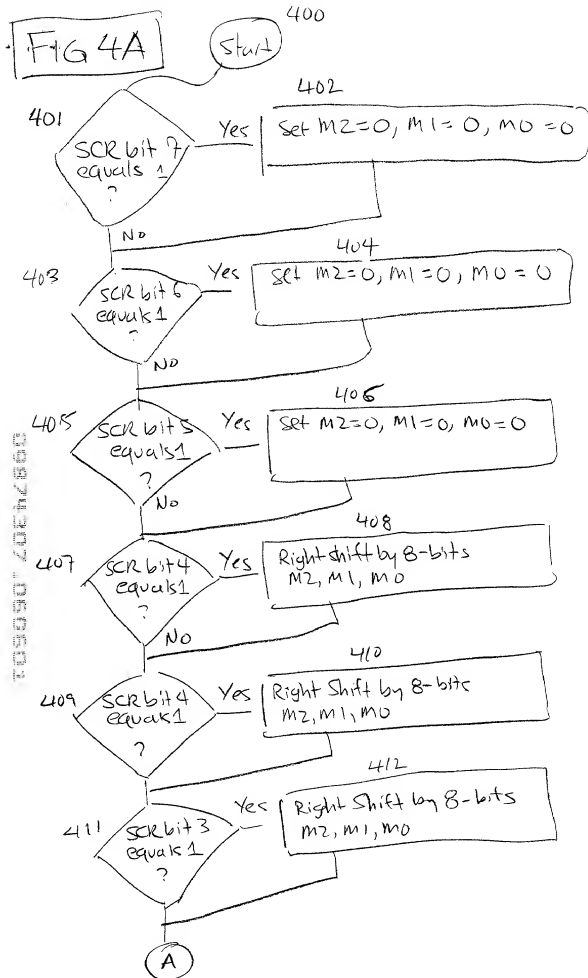 400
FIG 4A
Start
401
SCR bit 7
equals 1
?
Yes
402
Set M2=0, M1=0, M0=0
No
403
SCR bit 6
equals 1
?
Yes
404
Set M2=0, M1=0, M0=0
No
405
SCR bit 5
equals 1
?
Yes
406
Set M2=0, M1=0, M0=0
No
407
SCR bit 4
equals 1
?
Yes
408
Right shift by 8-bits
M2, M1, M0
No
409
SCR bit 4
equals 1
?
Yes
410
Right Shift by 8-bits
M2, M1, M0
411
SCR bit 3
equals 1
?
Yes
412
Right Shift by 8-bits
M2, M1, M0
A